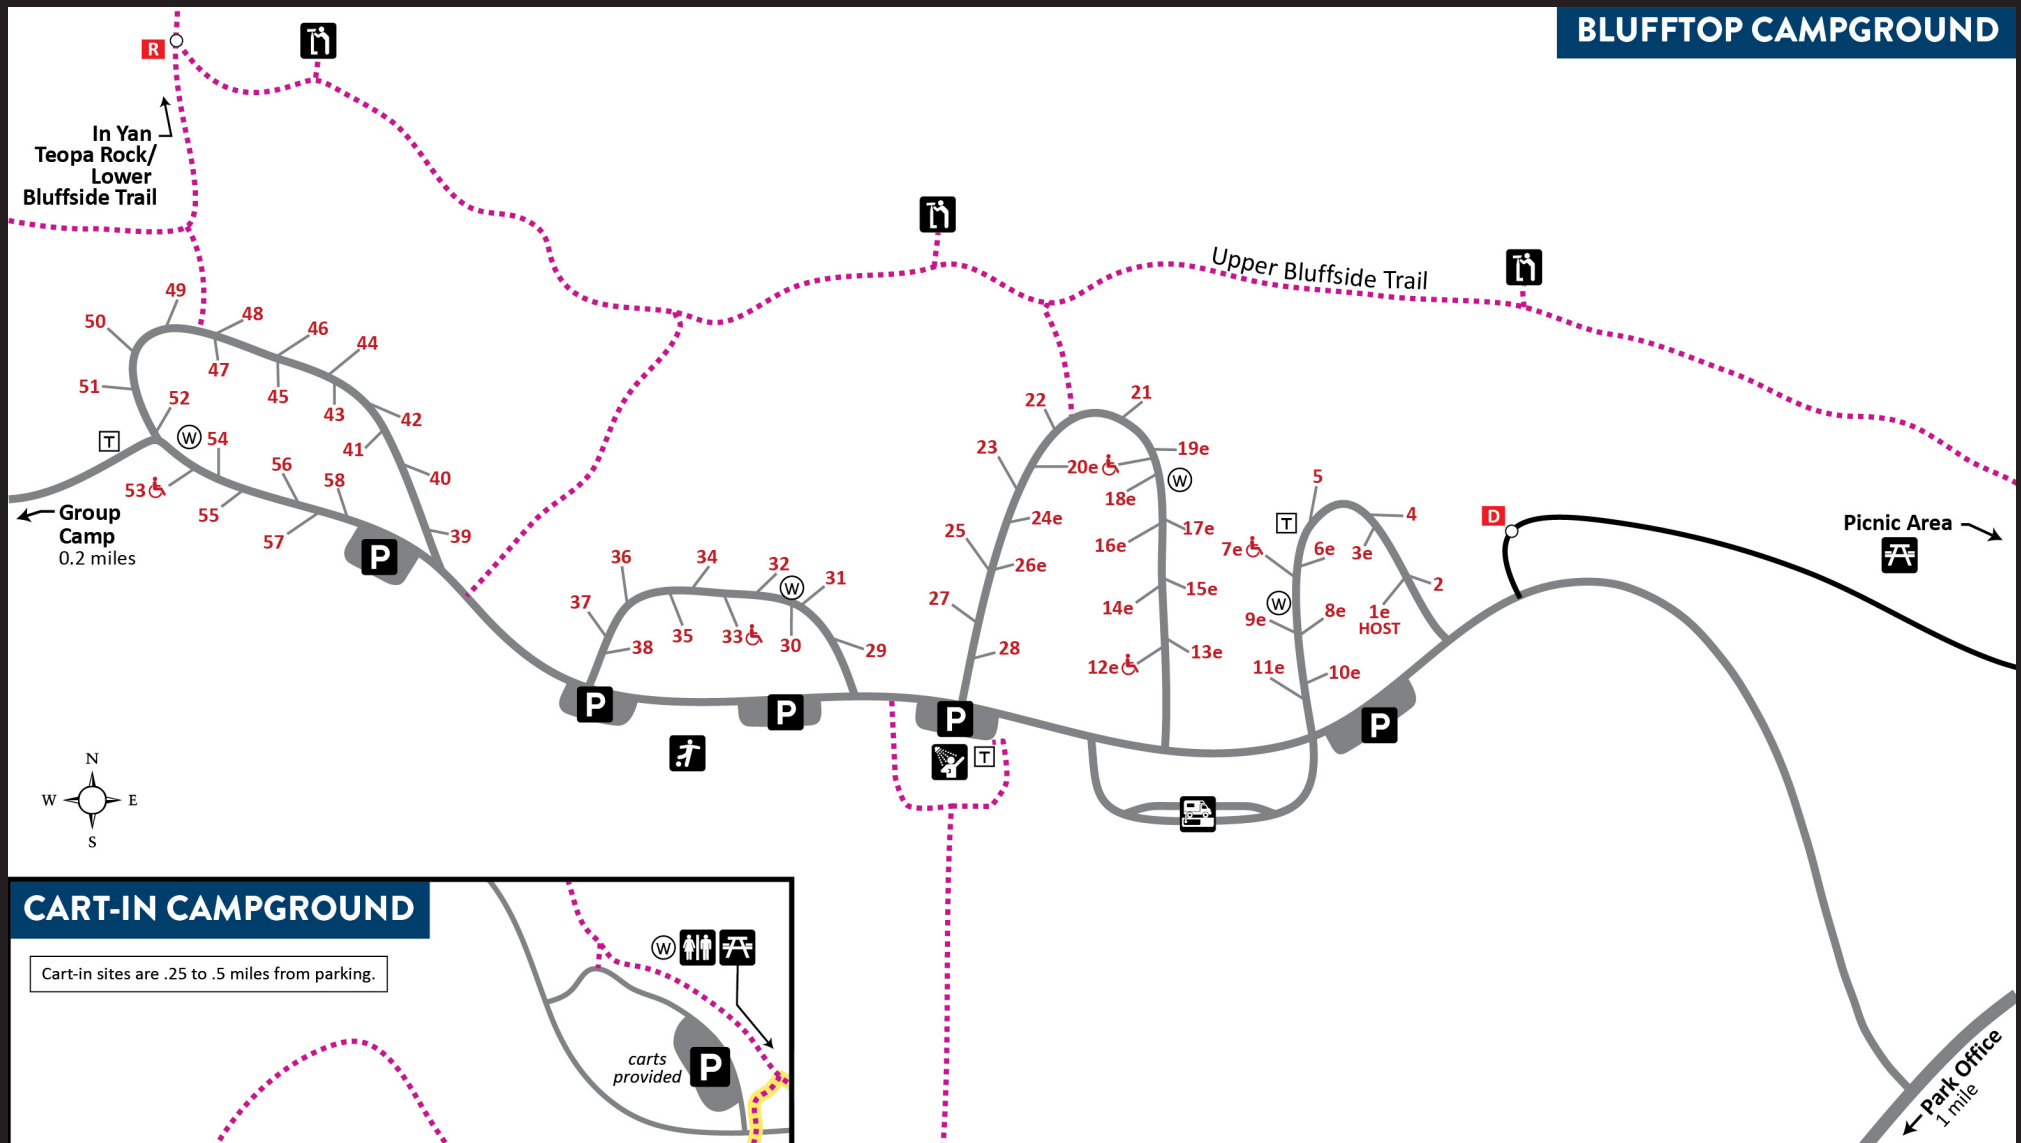 BLUFFTOP CAMPGROUND
R
In Yan
Teopa Rock/
Lower
Bluffside Trail
Upper Bluffside Trail
49
50
48
46
44
47
51
52
45
43
42
T
W
54
41
56
58
40
53
55
57
39
Group
Camp
0.2 miles
P
36
34
32
W
31
37
35
33
30
38
29
P
P
22
21
23
19e
20e
W
18e
25
24e
17e
16e
26e
27
15e
14e
28
13e
12e
P
T
5
T
4
7e
6e
3e
W
2
9e
8e
1e
HOST
11e
10e
P
D
Picnic Area
N
W
E
S
CART-IN CAMPGROUND
Cart-in sites are .25 to .5 miles from parking.
W
carts
provided
P
Park Office
1 mile